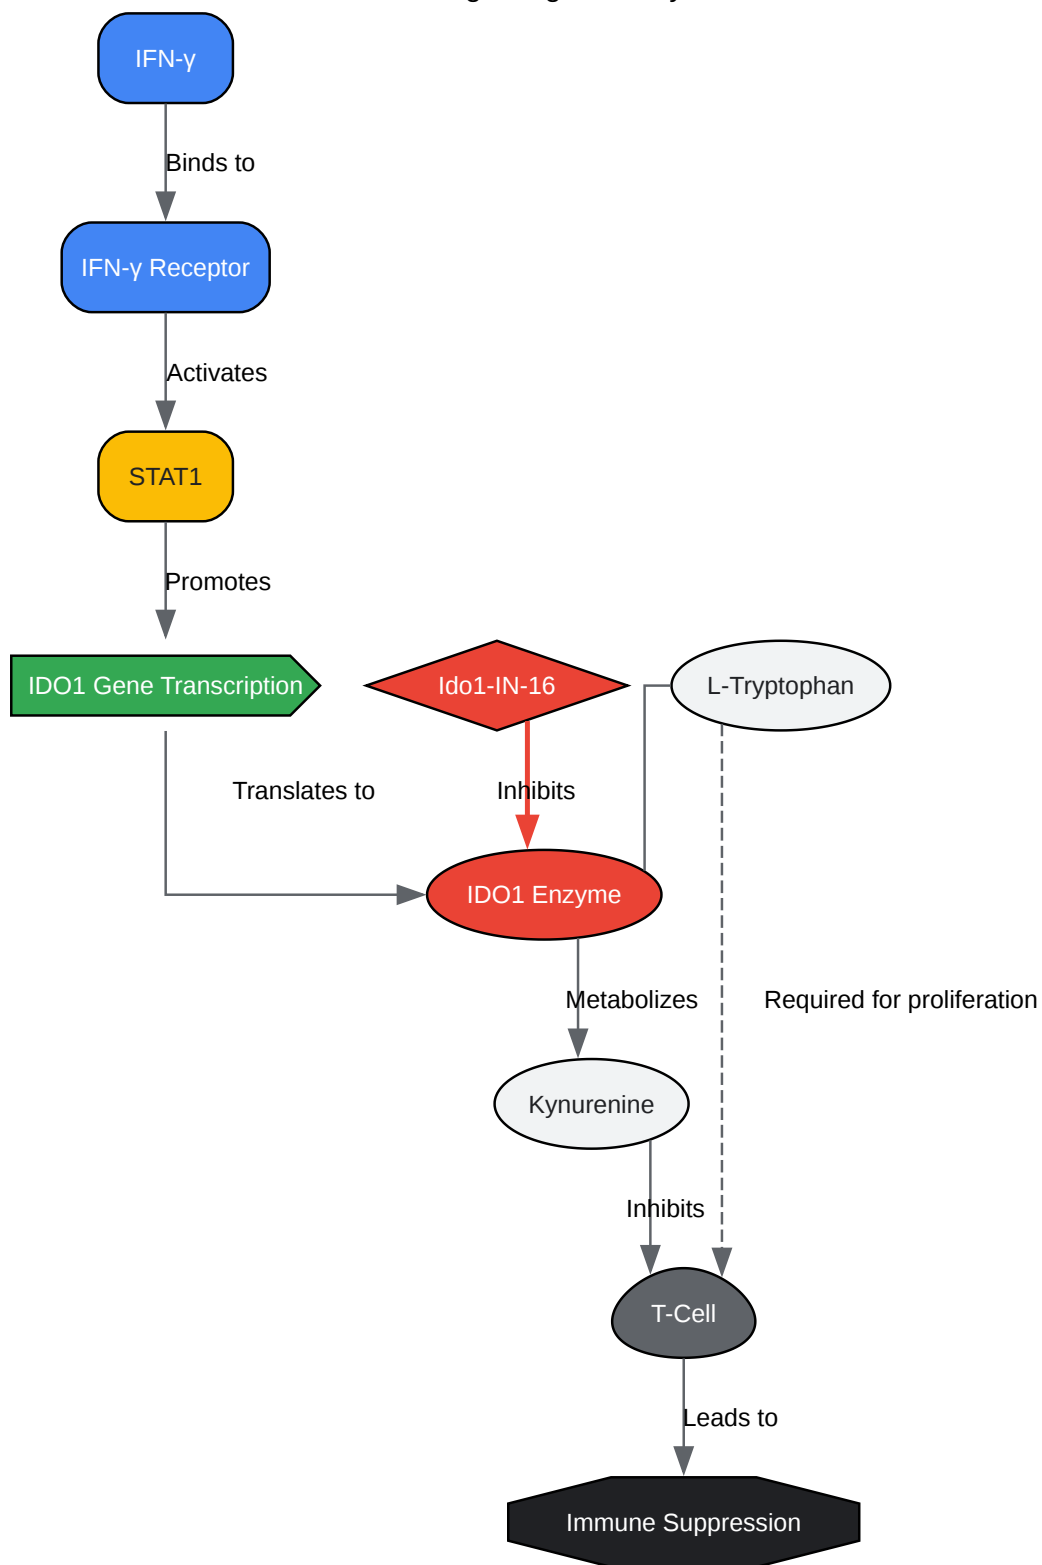 IFN-γ
Binds to
IFN-γ Receptor
Activates
STAT1
Promotes
IDO1 Gene Transcription
Ido1-IN-16
L-Tryptophan
Translates to
Inhibits
IDO1 Enzyme
Metabolizes
Required for proliferation
Kynurenine
Inhibits
T-Cell
Leads to
Immune Suppression